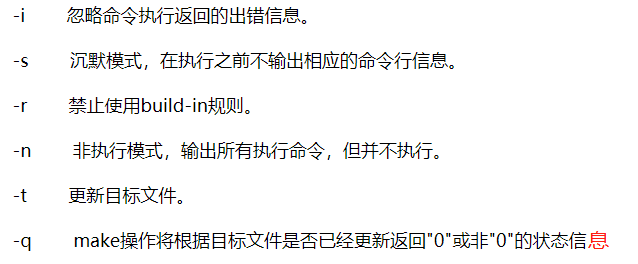 -i 忽略命令执行返回的出错信息。
-s 沉默模式，在执行之前不输出相应的命令行信息。
-r 禁止使用build-in规则。
-n 非执行模式，输出所有执行命令，但并不执行。
-t 更新目标文件。
-q make操作将根据目标文件是否已经更新返回"0"或非"0"的状态信息